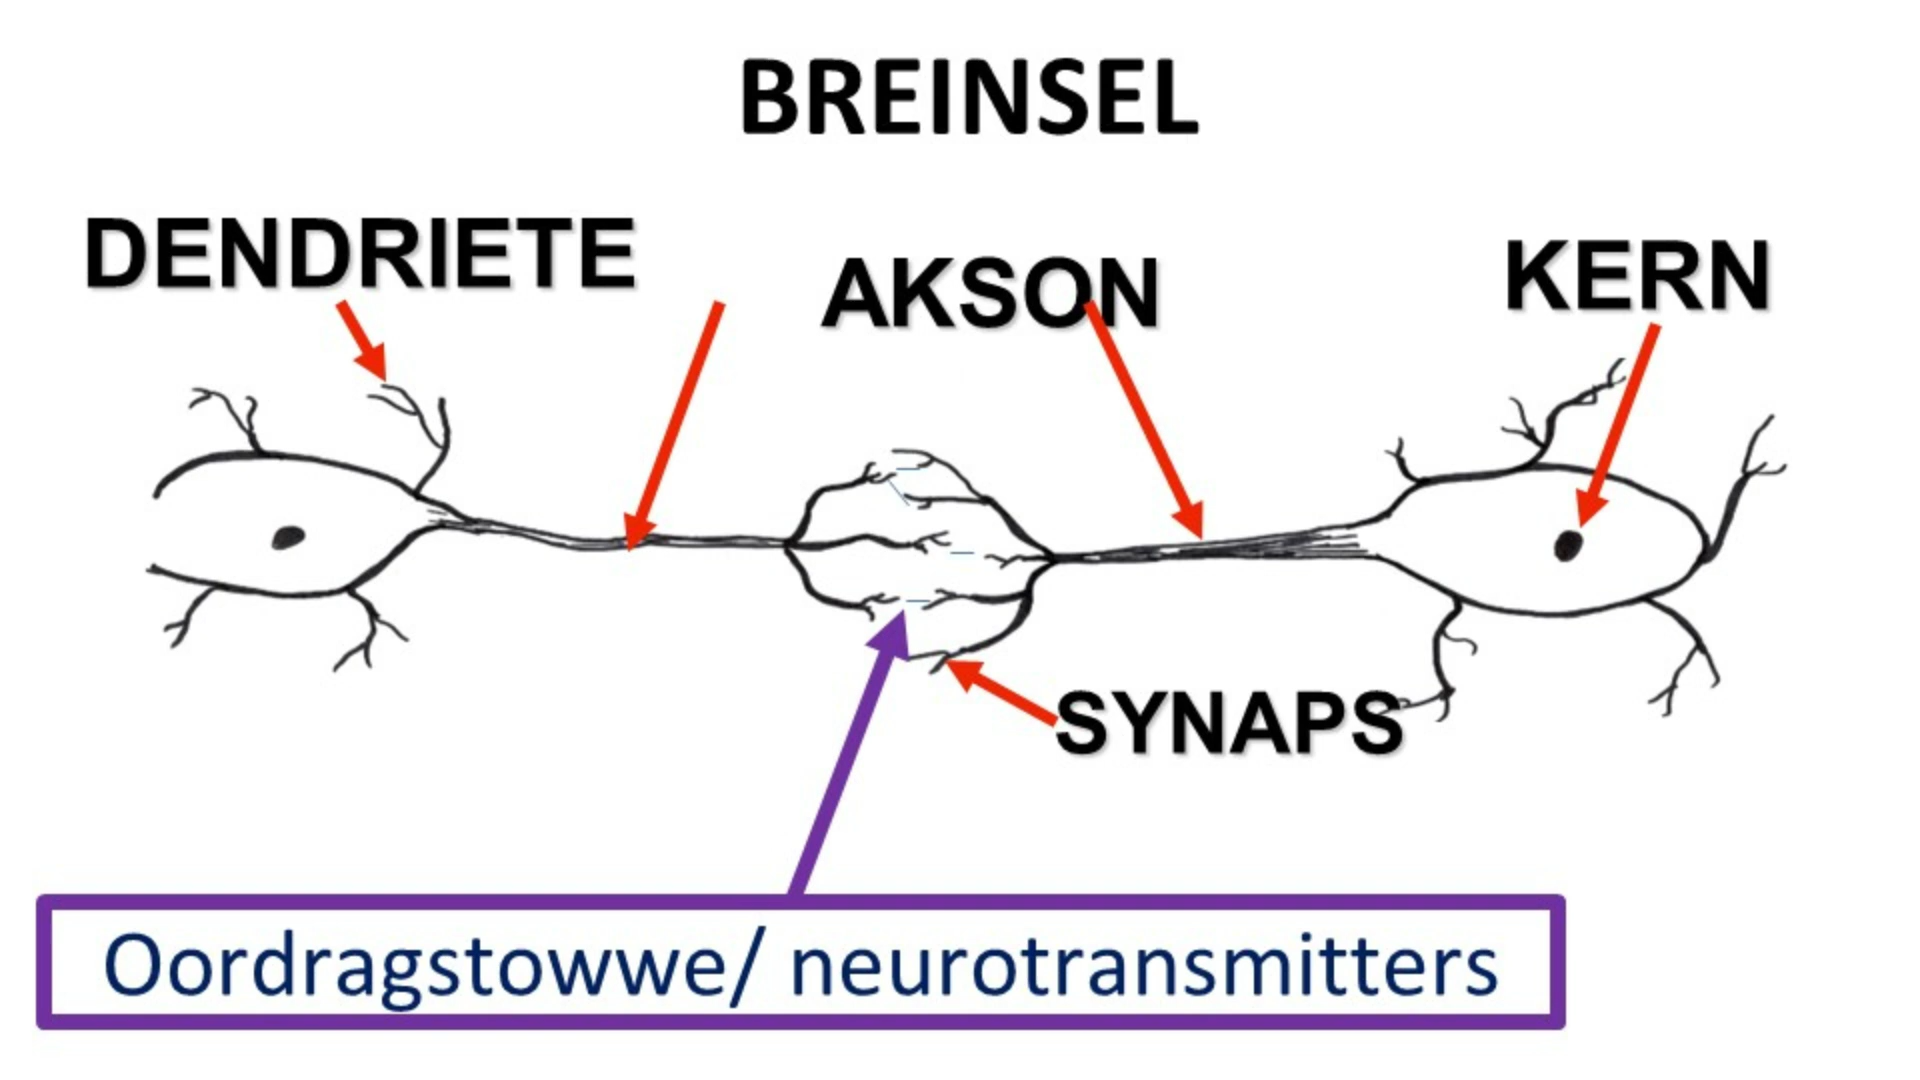 BREINSEL
DENDRIETE
AKSON
KERN
SYNAPS
Oordragstowwe/ neurotransmitters